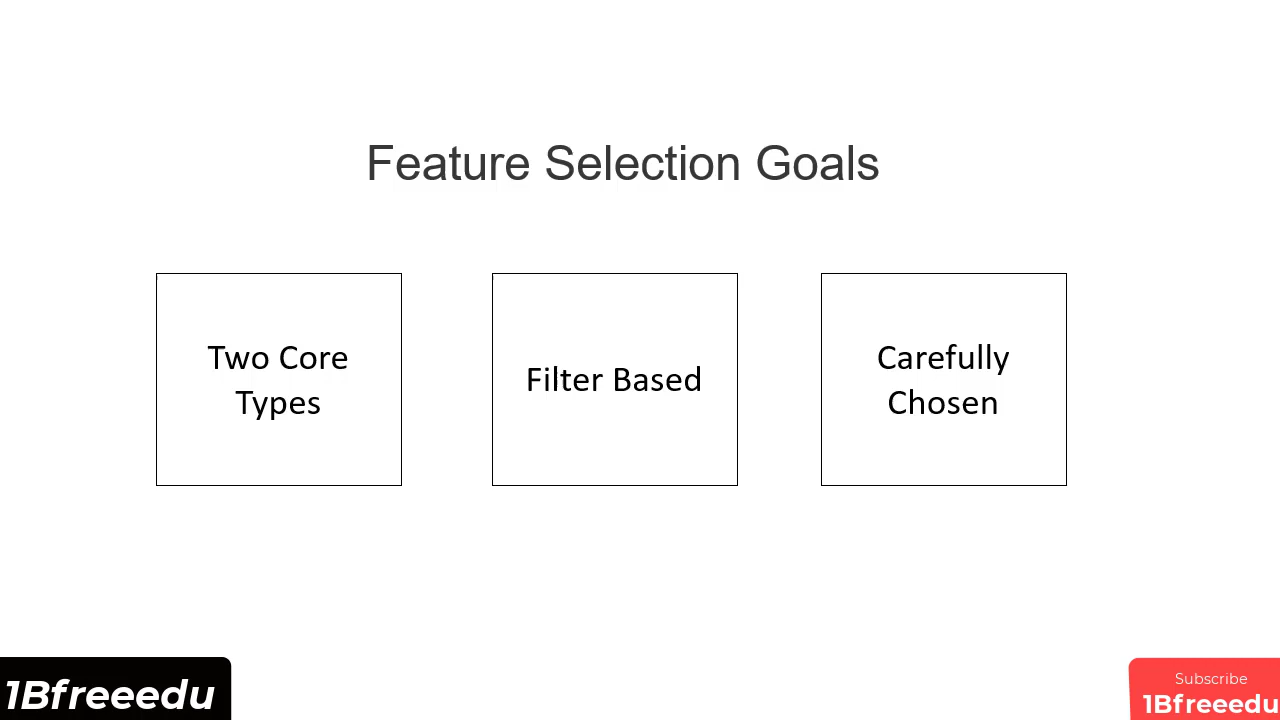 Feature Selection Goals
Two Core
Types
Filter Based
Carefully
Chosen
1Bfreeedu
Subscribe
1Bfreeedu